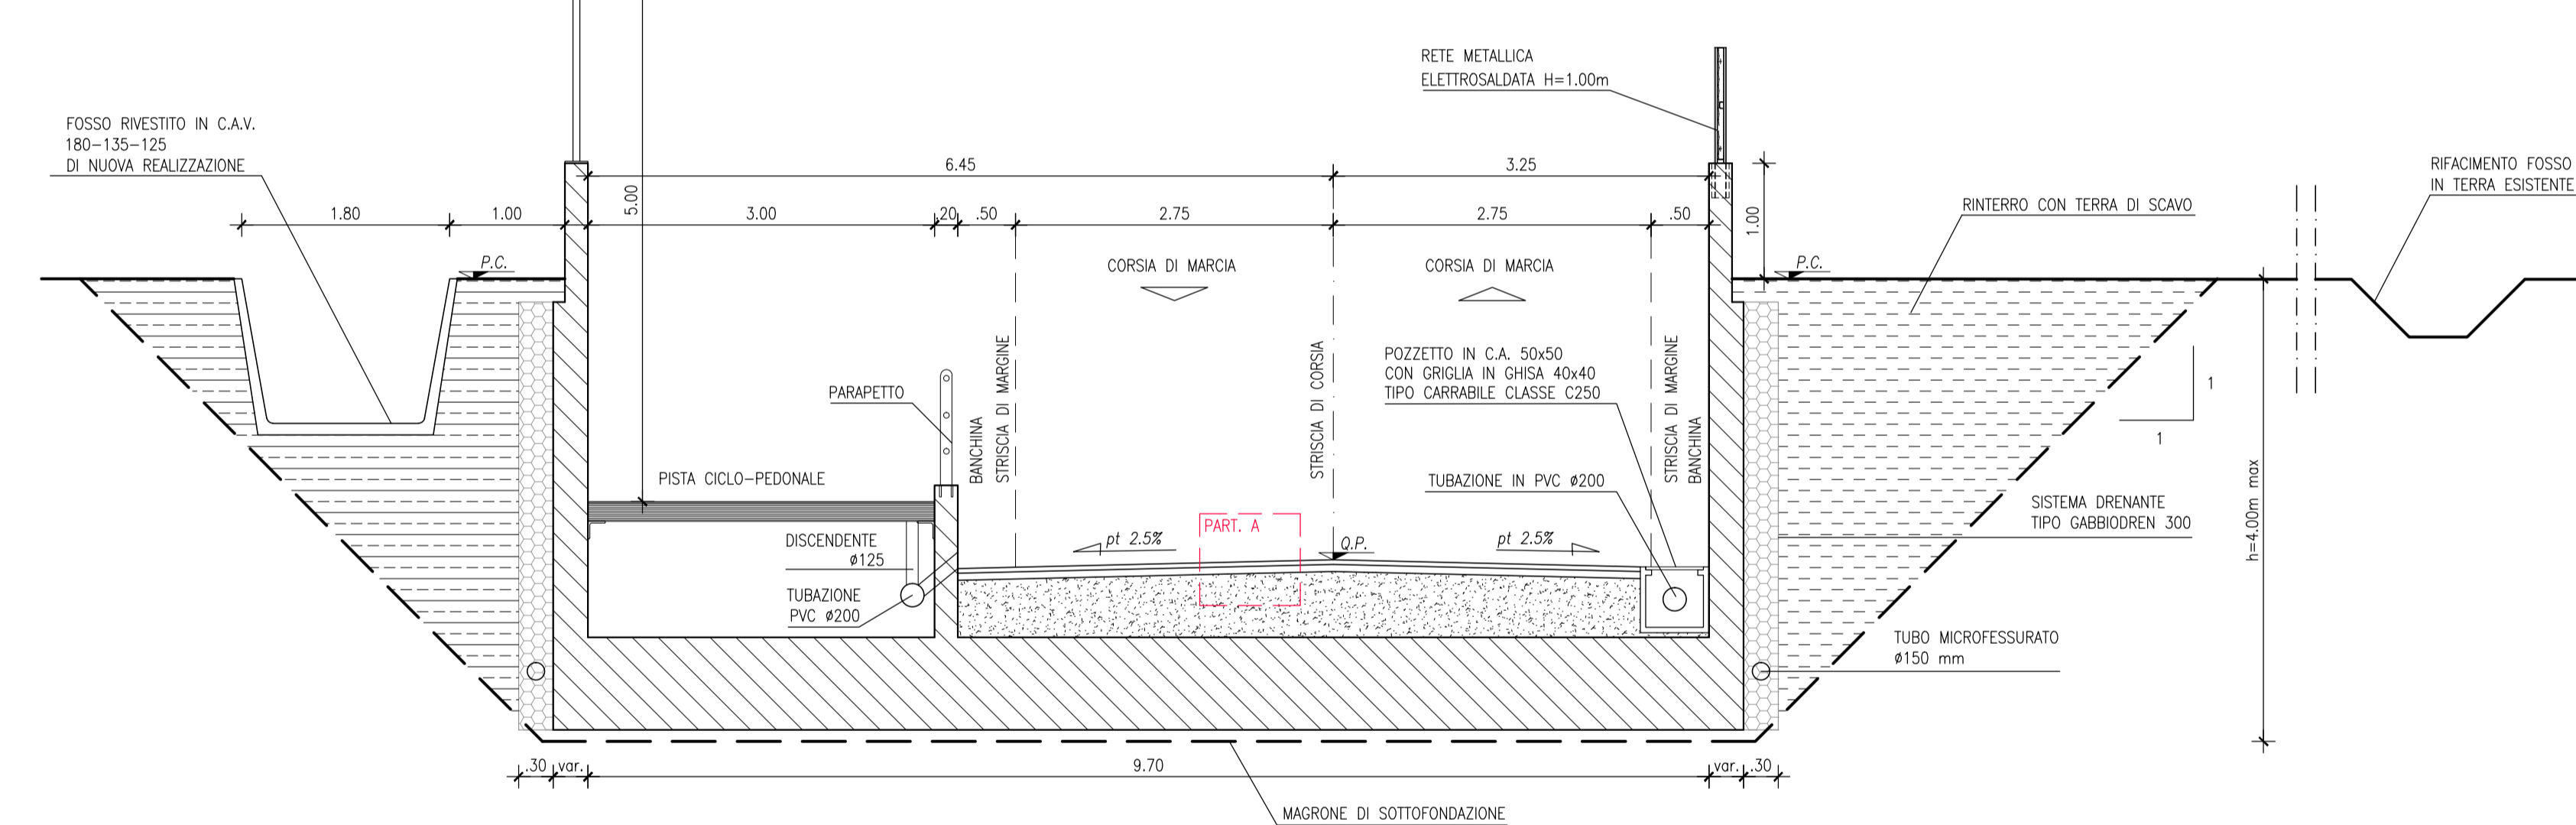 RETE METALLICA
ELETTROSALDATA H=1.00m
FOSSO RIVESTITO IN C.A.V.
180-135-125
DI NUOVA REALIZZAZIONE
RIFACIMENTO FOSSO
IN TERRA ESISTENTE
6.45
3.25
5.00
1.80
1.00
3.00
.20
.50
2.75
2.75
.50
1.00
RINTERRO CON TERRA DI SCAVO
P.C.
P.C.
CORSIA DI MARCIA
CORSIA DI MARCIA
BANCHINA
STRISCIA DI MARGINE
STRISCIA DI CORSIA
POZZETTO IN C.A. 50x50
CON GRIGLIA IN GHISA 40x40
TIPO CARRABILE CLASSE C250
STRISCIA DI MARGINE
BANCHINA
1
1
PARAPETTO
PISTA CICLO-PEDONALE
TUBAZIONE IN PVC ø200
h=4.00m max
SISTEMA DRENANTE
TIPO GABBIODREN 300
PART. A
DISCENDENTE
ø125
pt 2.5%
Q.P.
pt 2.5%
TUBAZIONE
PVC ø200
TUBO MICROFESSURATO
ø150 mm
.30
var.
9.70
var.
.30
MAGRONE DI SOTTOFONDAZIONE